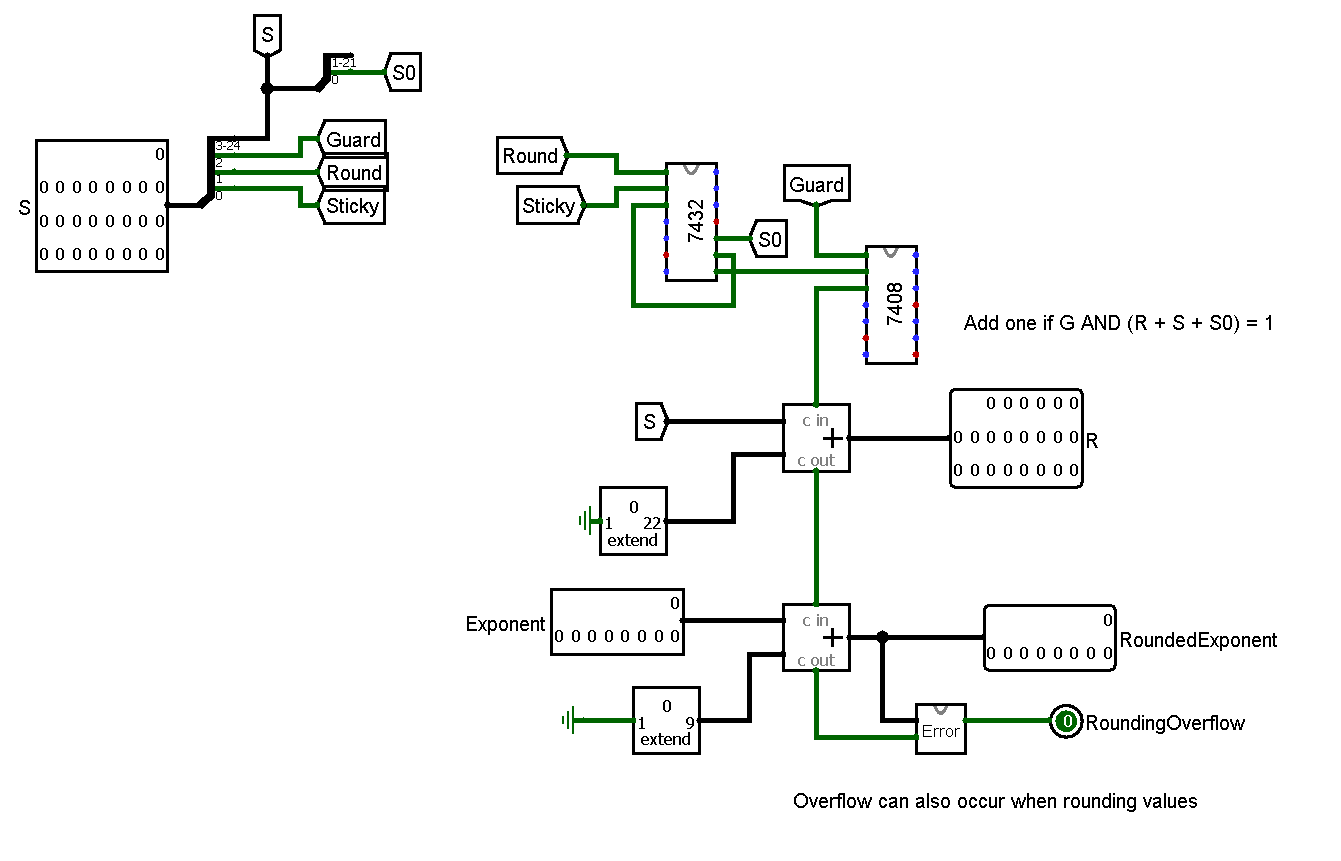 S
1-21
0
S0
S
0
0 0 0 0 0 0 0 0
0 0 0 0 0 0 0 0
0 0 0 0 0 0 0 0
3-24
2
1
0
Guard
Round
Sticky
Round
Sticky
7432
S0
Guard
7408
Add one if G AND (R + S + S0) = 1
S
c in
+
c out
0 0 0 0 0 0
0 0 0 0 0 0 0 0
0 0 0 0 0 0 0 0
R
0
1 22
extend
Exponent
0
0 0 0 0 0 0 0 0
c in
+
c out
0
0 0 0 0 0 0 0 0
RoundedExponent
0
1 9
extend
Error
0
RoundingOverflow
Overflow can also occur when rounding values